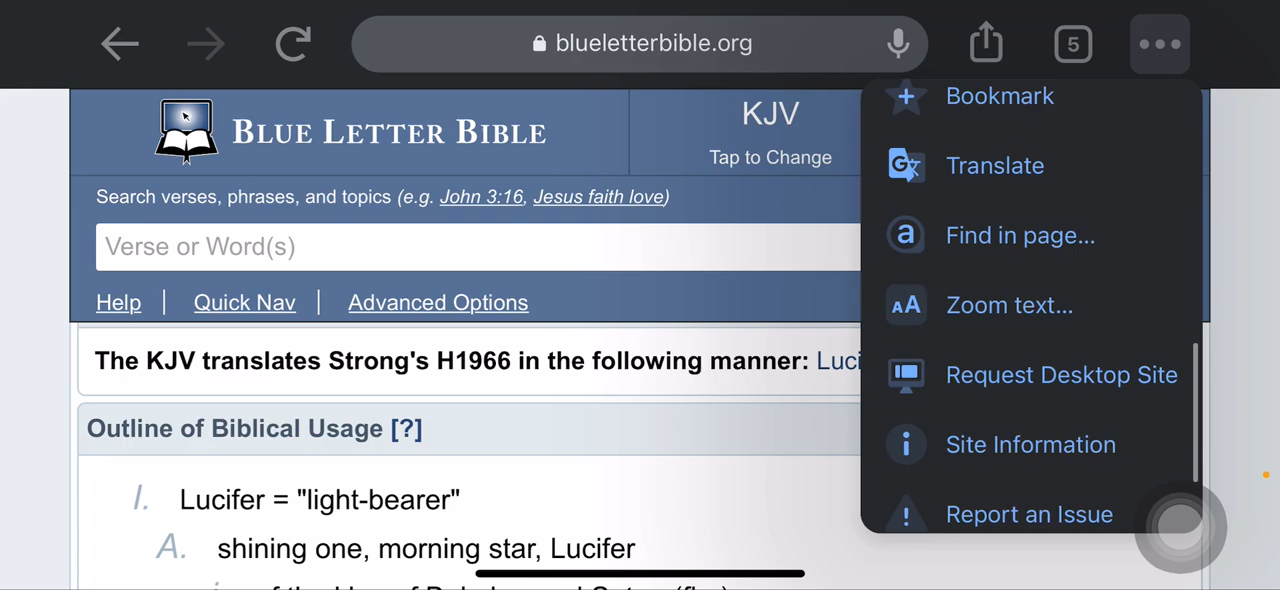 blueletterbible.org
5
BLUE LETTER BIBLE
KJV
Tap to Change
Search verses, phrases, and topics (e.g. John 3:16, Jesus faith love)
Verse or Word(s)
Help | Quick Nav | Advanced Options
The KJV translates Strong's H1966 in the following manner: Luci
Outline of Biblical Usage [?]
I. Lucifer = "light-bearer"
A. shining one, morning star, Lucifer
Bookmark
Translate
Find in page...
Zoom text...
Request Desktop Site
Site Information
Report an Issue